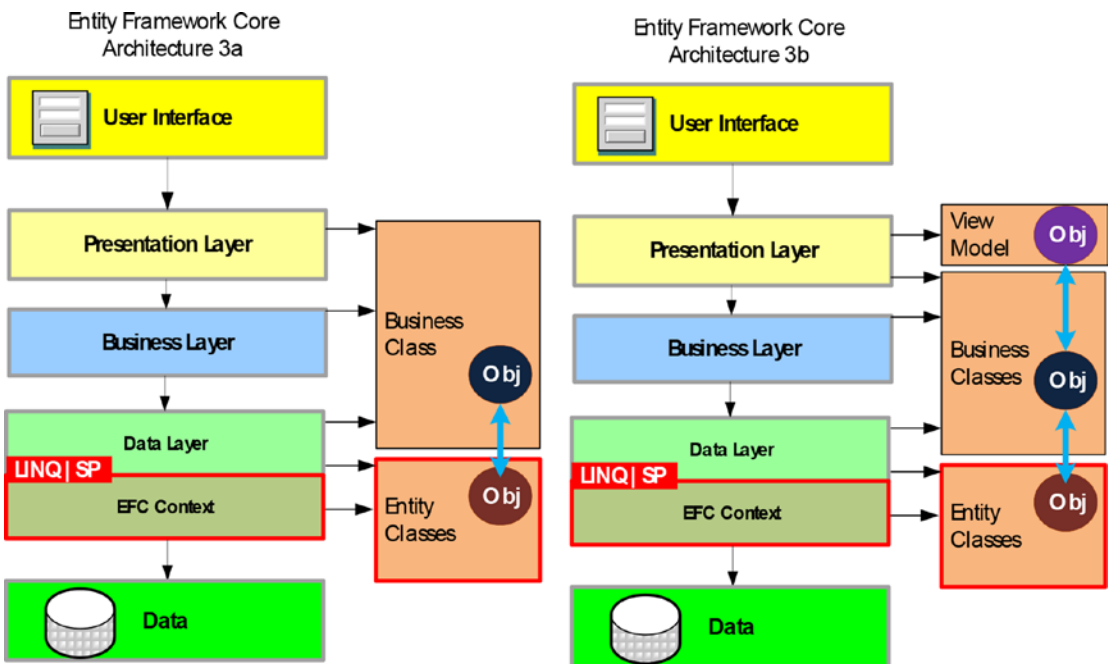 Entity Framework Core
Architecture 3a
User Interface
Presentation Layer
Business Layer
Business
Class
Obj
Data Layer
LINQ| SP
EFC Context
Entity
Classes
Obj
Data
Entity Framework Core
Architecture 3b
User Interface
Presentation Layer
View
Model
Obj
Business Layer
Business
Classes
Obj
Data Layer
LINQ| SP
EFC Context
Entity
Classes
Obj
Data